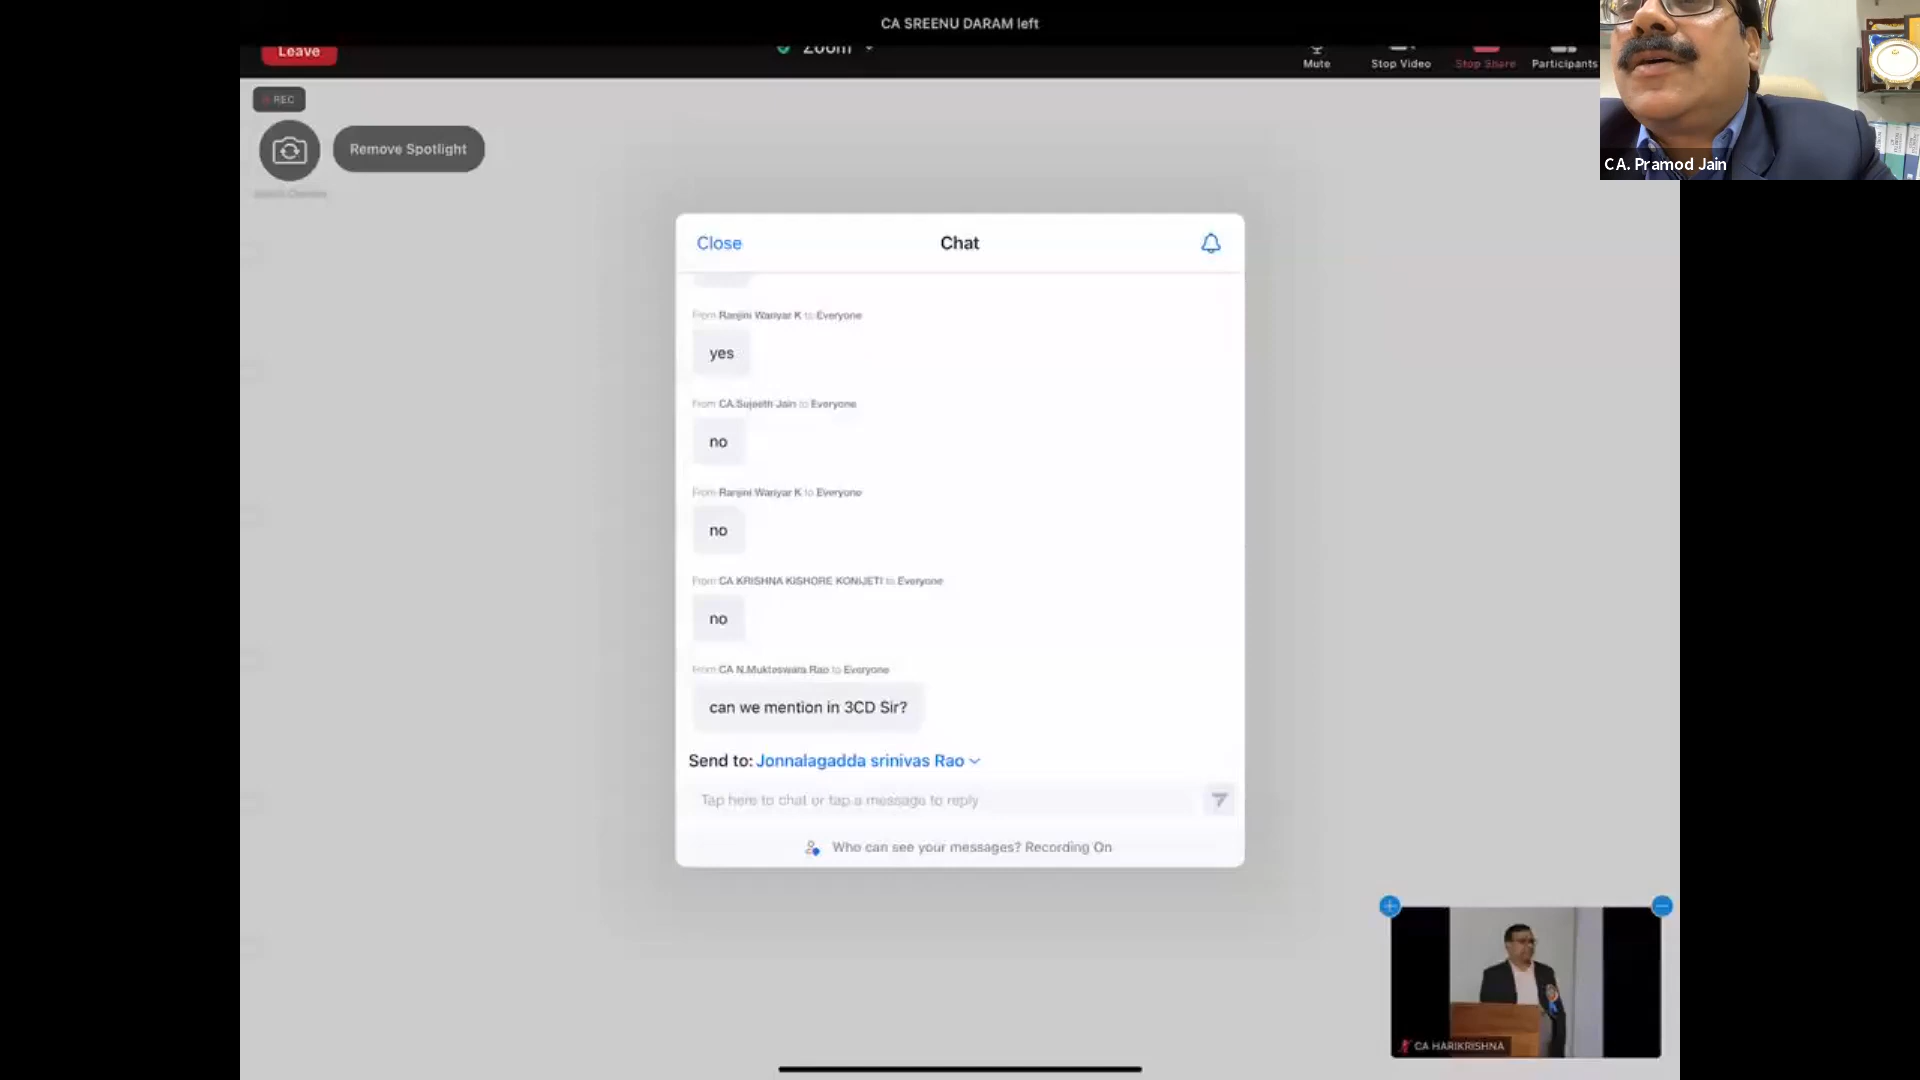 CA SREENU DARAM left
Leave
Zoom
Mute
Stop Video
Stop Share
Participants
CA. Pramod Jain
REC
Remove Spotlight
Close
Chat
From Ranjini Wariyar K to Everyone
yes
From CA.Sujeeth Jain to Everyone
no
From Ranjini Wariyar K to Everyone
no
From CA KRISHNA KISHORE KONIJETI to Everyone
no
From CA N.Mukteswara Rao to Everyone
can we mention in 3CD Sir?
Send to: Jonnalagadda srinivas Rao
Tap here to chat or tap a message to reply
Who can see your messages? Recording On
CA HARIKRISHNA